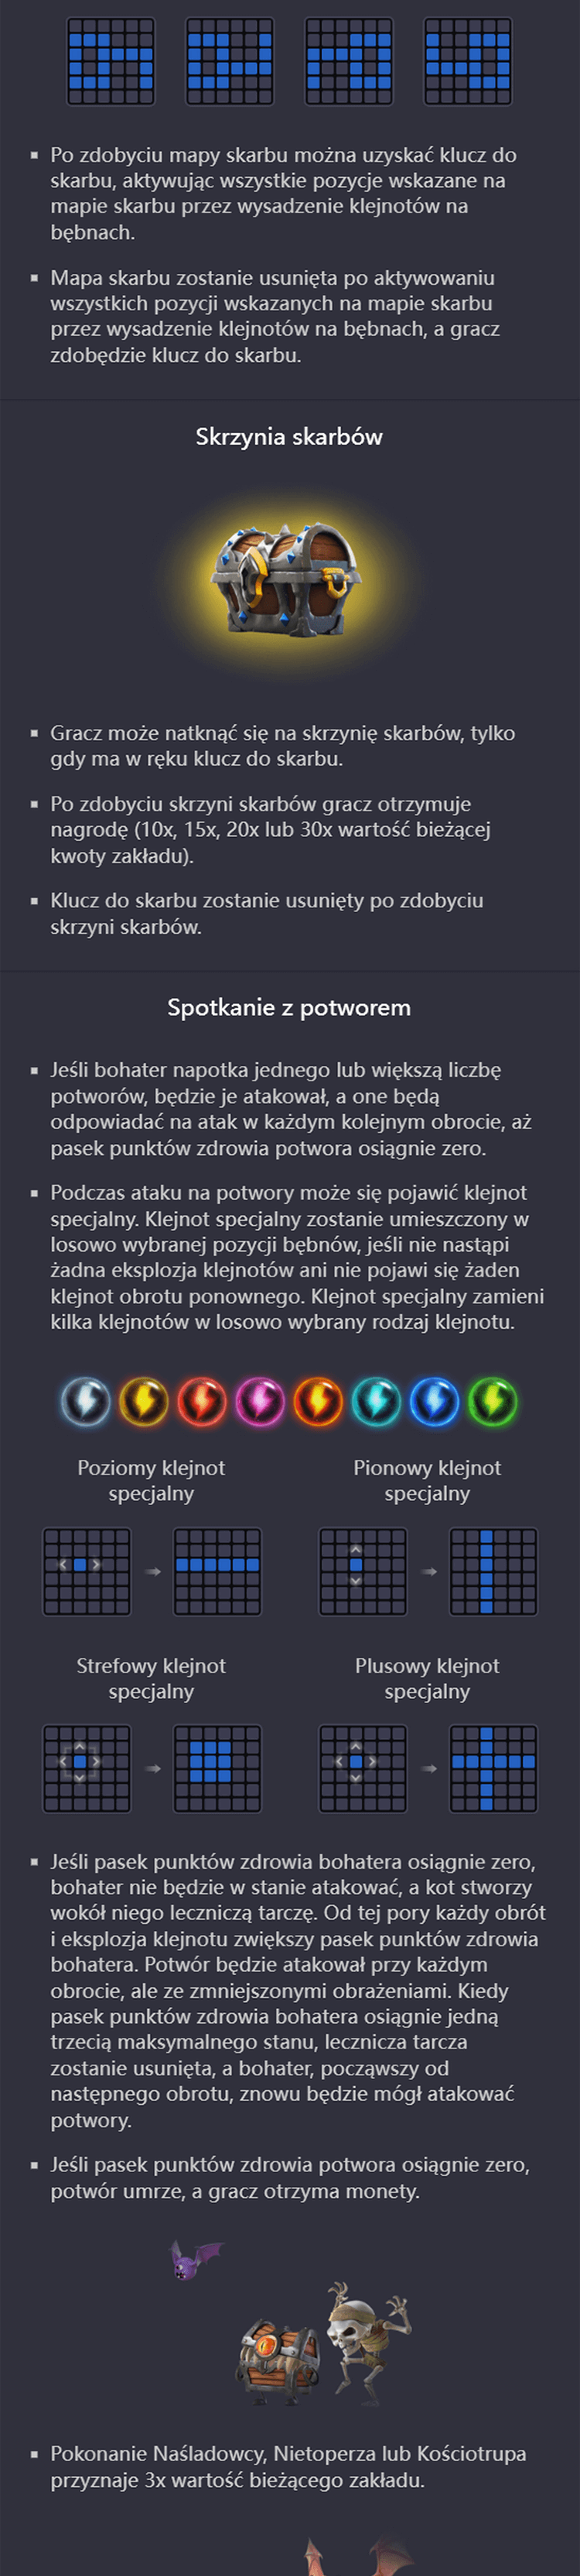 Po zdobyciu mapy skarbu można uzyskać klucz do
skarbu, aktywując wszystkie pozycje wskazane na
mapie skarbu przez wysadzenie klejnotów na
bębnach.
Mapa skarbu zostanie usunięta po aktywowaniu
wszystkich pozycji wskazanych na mapie skarbu
przez wysadzenie klejnotów na bębnach, a gracz
zdobędzie klucz do skarbu.
Skrzynia skarbów
Gracz może natknąć się na skrzynię skarbów, tylko
gdy ma w ręku klucz do skarbu.
Po zdobyciu skrzyni skarbów gracz otrzymuje
nagrodę (10x, 15x, 20x lub 30x wartość bieżącej
kwoty zakładu).
Klucz do skarbu zostanie usunięty po zdobyciu
skrzyni skarbów.
Spotkanie z potworem
Jeśli bohater napotka jednego lub większą liczbę
potworów, będzie je atakował, a one będą
odpowiadać na atak w każdym kolejnym obrocie, aż
pasek punktów zdrowia potwora osiągnie zero.
Podczas ataku na potwory może się pojawić klejnot
specjalny. Klejnot specjalny zostanie umieszczony w
losowo wybranej pozycji bębnów, jeśli nie nastąpi
żadna eksplozja klejnotów ani nie pojawi się żaden
klejnot obrotu ponownego. Klejnot specjalny zamieni
kilka klejnotów w losowo wybrany rodzaj klejnotu.
Poziomy klejnot
specjalny
Pionowy klejnot
specjalny
Strefowy klejnot
specjalny
Plusowy klejnot
specjalny
Jeśli pasek punktów zdrowia bohatera osiągnie zero,
bohater nie będzie w stanie atakować, a kot stworzy
wokół niego leczniczą tarczę. Od tej pory każdy obrót
i eksplozja klejnotu zwiększy pasek punktów zdrowia
bohatera. Potwór będzie atakował przy każdym
obrocie, ale ze zmniejszonymi obrażeniami. Kiedy
pasek punktów zdrowia bohatera osiągnie jedną
trzecią maksymalnego stanu, lecznicza tarcza
zostanie usunięta, a bohater, począwszy od
następnego obrotu, znowu będzie mógł atakować
potwory.
Jeśli pasek punktów zdrowia potwora osiągnie zero,
potwór umrze, a gracz otrzyma monety.
Pokonanie Naśladowcy, Nietoperza lub Kościotrupa
przyznaje 3x wartość bieżącego zakładu.